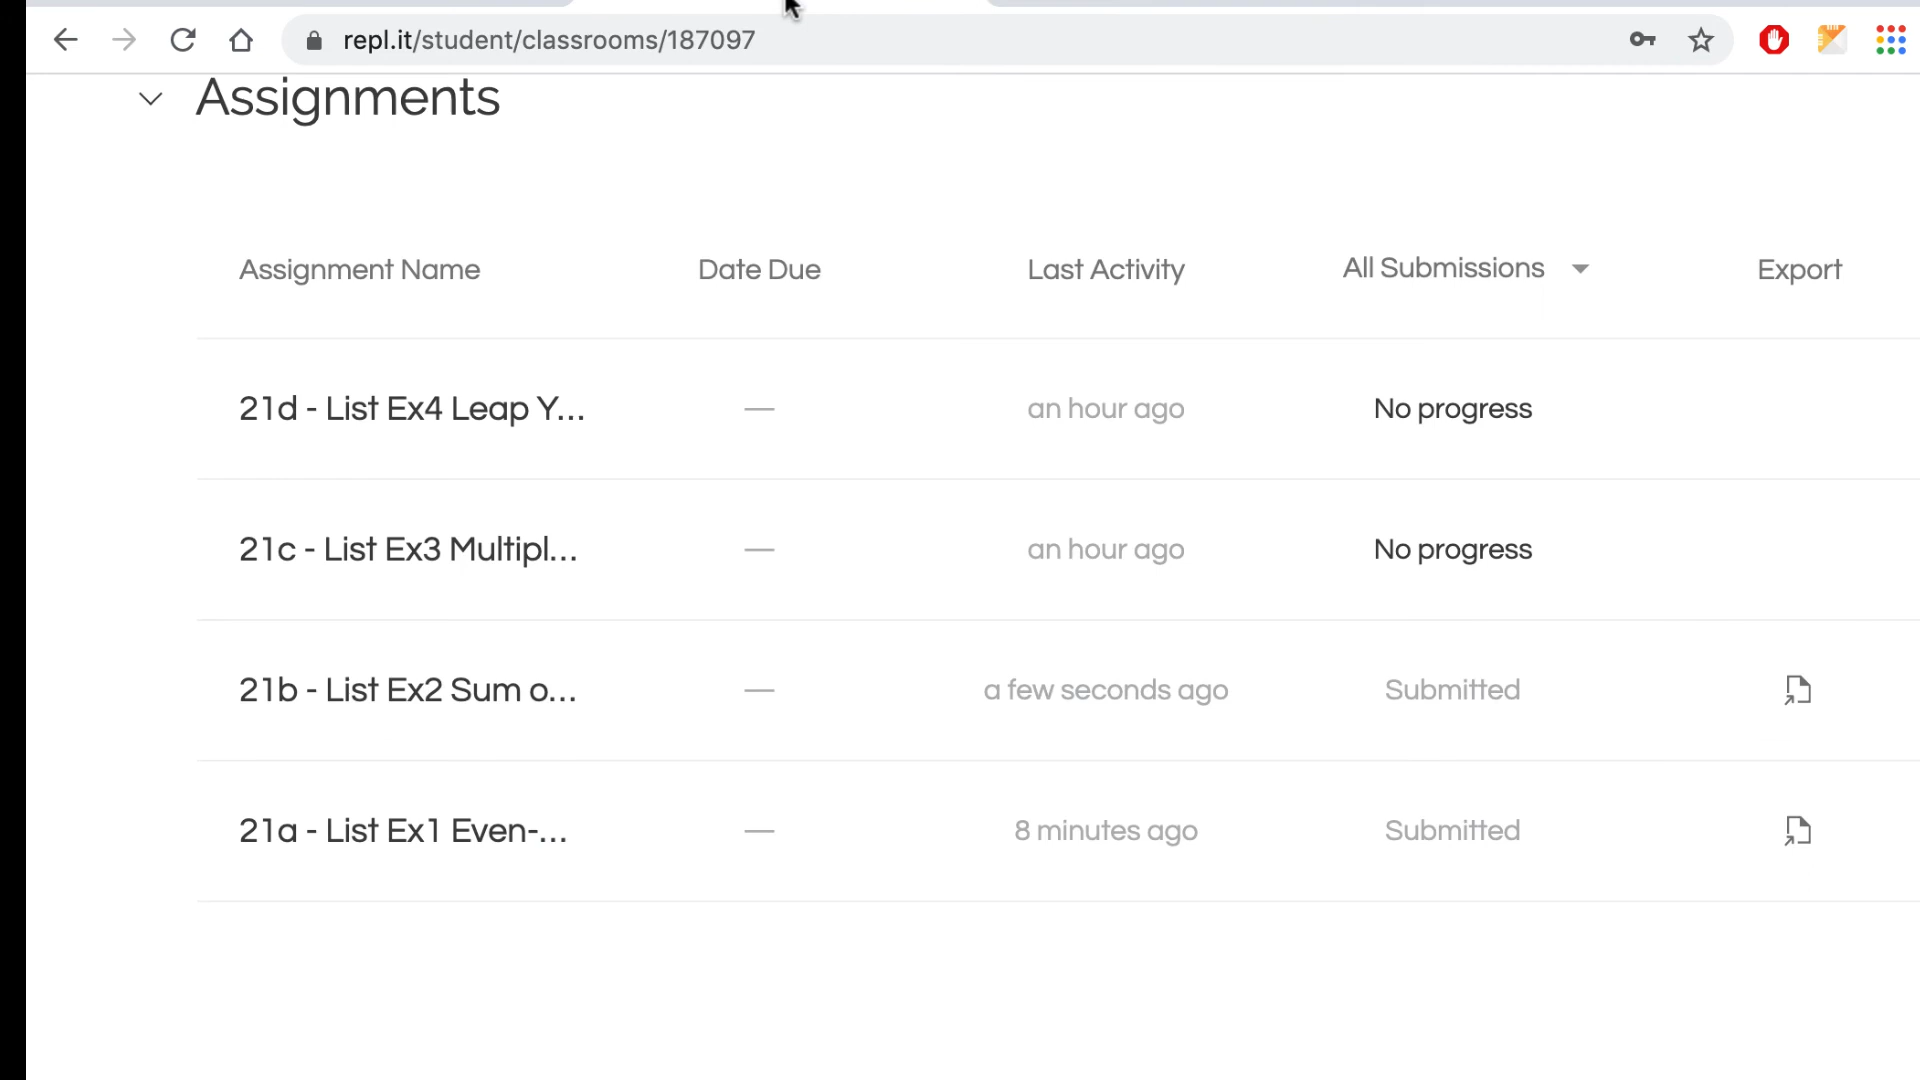 repl.it/student/classrooms/187097
Assignments
Assignment Name Date Due Last Activity All Submissions Export
21d - List Ex4 Leap Y... — an hour ago No progress
21c - List Ex3 Multipl... — an hour ago No progress
21b - List Ex2 Sum o... — a few seconds ago Submitted
21a - List Ex1 Even-... — 8 minutes ago Submitted